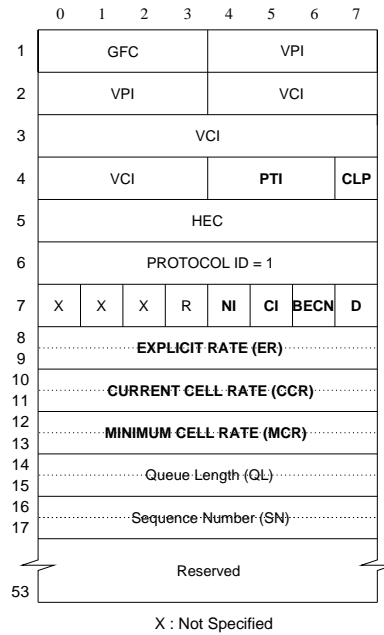 0 1 2 3 4 5 6 7
1 GFC VPI
2 VPI VCI
3 VCI
4 VCI PTI CLP
5 HEC
6 PROTOCOL ID = 1
7 X X X R NI CI BECN D
8
EXPLICIT RATE (ER)
9
10
CURRENT CELL RATE (CCR)
11
12
MINIMUM CELL RATE (MCR)
13
14
Queue Length (QL)
15
16
Sequence Number (SN)
17
Reserved
53
X : Not Specified